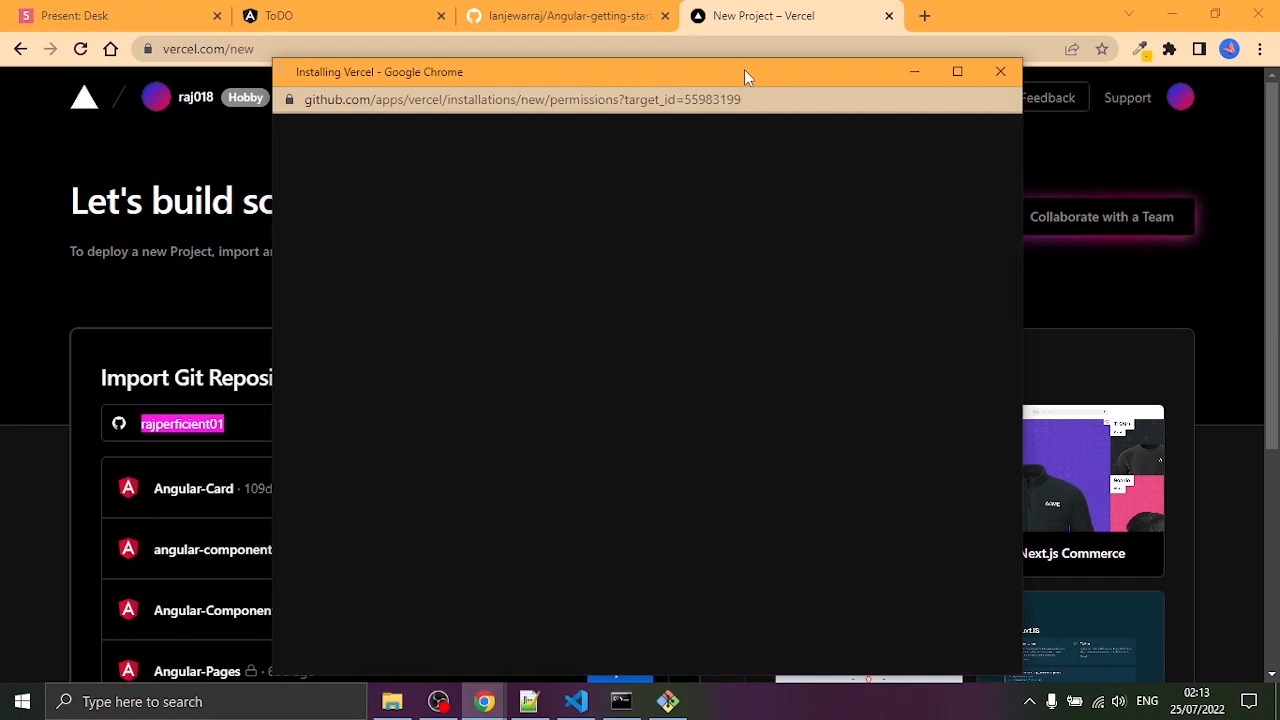 Present: Desk
ToDO
lanjewarraj/Angular-getting-start
New Project – Vercel
vercel.com/new
Installing Vercel - Google Chrome
github.com/apps/vercel/installations/new/permissions?target_id=55983199
raj018
Hobby
Feedback
Support
Let's build so
To deploy a new Project, import an
Collaborate with a Team
Import Git Reposi
rajperficient01
Angular-Card · 109d
angular-component
Angular-Component
Angular-Pages
Next.js Commerce
Type here to search
ENG
02:13
25/07/2022